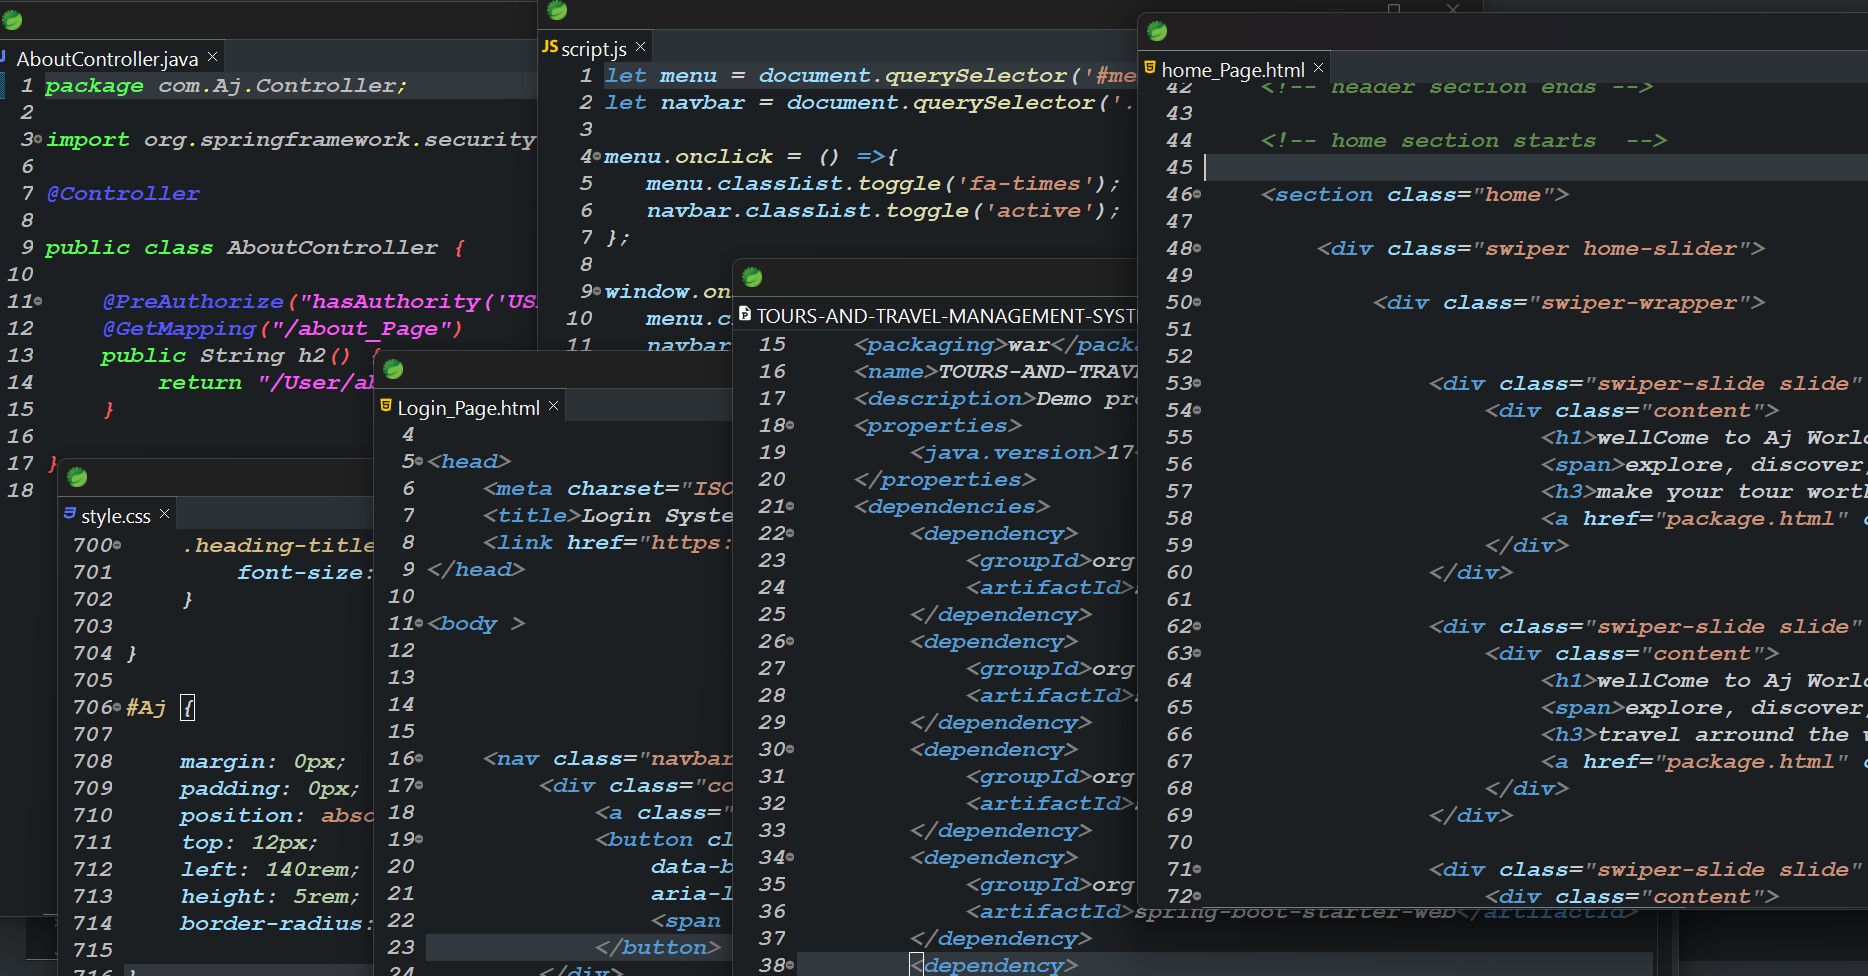 AboutController.java
1 package com.Aj.Controller;
2
3 import org.springframework.security
6
7 @Controller
8
9 public class AboutController {
10
11 @PreAuthorize("hasAuthority('US
12 @GetMapping("/about_Page")
13 public String h2() {
14 return "/User/ab
15 }
16
17 }
18
JS script.js
1 let menu = document.querySelector('#me
2 let navbar = document.querySelector('.
3
4 menu.onclick = () =>{
5 menu.classList.toggle('fa-times');
6 navbar.classList.toggle('active');
7 };
8
9 window.on
10 menu.c
11 navbar
style.css
700 .heading-title
701 font-size:
702 }
703
704 }
705
706 #Aj {
707
708 margin: 0px;
709 padding: 0px;
710 position: abso
711 top: 12px;
712 left: 140rem;
713 height: 5rem;
714 border-radius:
715
716 }
Login_Page.html
4
5 <head>
6 <meta charset="ISO
7 <title>Login Syste
8 <link href="https:
9 </head>
10
11 <body >
12
13
14
15
16 <nav class="navbar
17 <div class="co
18 <a class="
19 <button cl
20 data-b
21 aria-l
22 <span
23 </button>
24 </div>
TOURS-AND-TRAVEL-MANAGEMENT-SYST
15 <packaging>war</packa
16 <name>TOURS-AND-TRAV
17 <description>Demo pro
18 <properties>
19 <java.version>17
20 </properties>
21 <dependencies>
22 <dependency>
23 <groupId>org
24 <artifactId>
25 </dependency>
26 <dependency>
27 <groupId>org
28 <artifactId>
29 </dependency>
30 <dependency>
31 <groupId>org
32 <artifactId>
33 </dependency>
34 <dependency>
35 <groupId>org
36 <artifactId>spring-boot-starter-web</artifactId>
37 </dependency>
38 <dependency>
home_Page.html
42 <!-- header section ends -->
43
44 <!-- home section starts -->
45
46 <section class="home">
47
48 <div class="swiper home-slider">
49
50 <div class="swiper-wrapper">
51
52
53 <div class="swiper-slide slide"
54 <div class="content">
55 <h1>wellCome to Aj World
56 <span>explore, discover,
57 <h3>make your tour worth
58 <a href="package.html"
59 </div>
60 </div>
61
62 <div class="swiper-slide slide"
63 <div class="content">
64 <h1>wellCome to Aj World
65 <span>explore, discover,
66 <h3>travel arround the
67 <a href="package.html"
68 </div>
69 </div>
70
71 <div class="swiper-slide slide"
72 <div class="content">